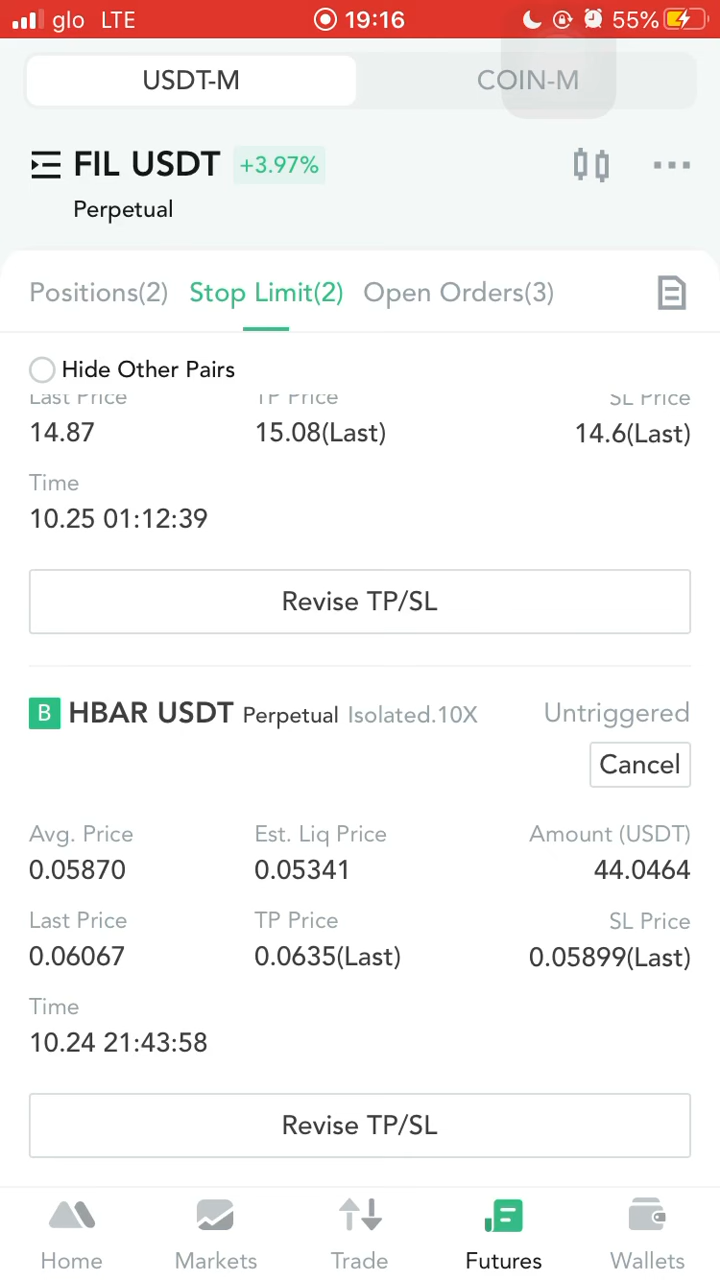 glo LTE 19:16 55%
USDT-M COIN-M
FIL USDT +3.97%
Perpetual
Positions(2) Stop Limit(2) Open Orders(3)
Hide Other Pairs
Last Price TP Price SL Price
14.87 15.08(Last) 14.6(Last)
Time
10.25 01:12:39
Revise TP/SL
B HBAR USDT Perpetual Isolated.10X Untriggered
Cancel
Avg. Price Est. Liq Price Amount (USDT)
0.05870 0.05341 44.0464
Last Price TP Price SL Price
0.06067 0.0635(Last) 0.05899(Last)
Time
10.24 21:43:58
Revise TP/SL
Home Markets Trade Futures Wallets